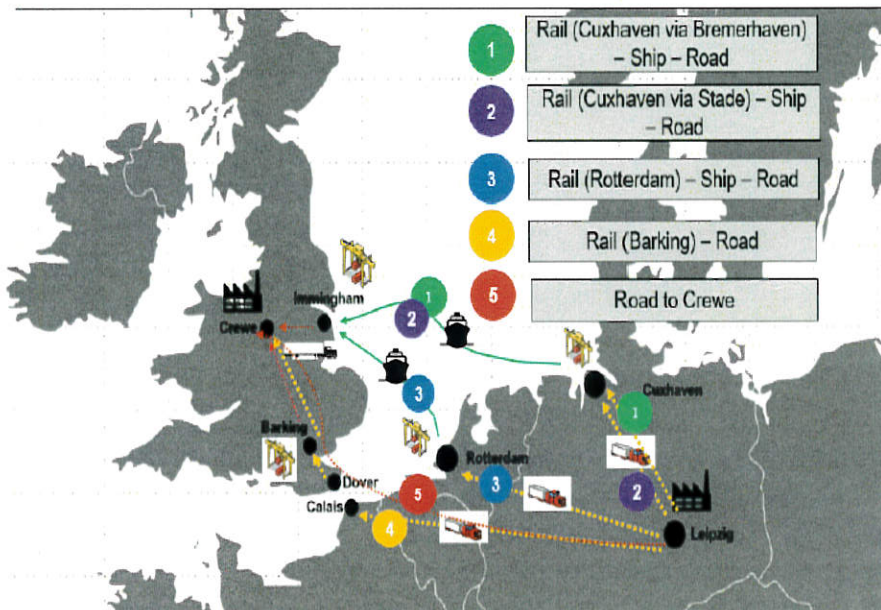 1
Rail (Cuxhaven via Bremerhaven)
– Ship – Road
2
Rail (Cuxhaven via Stade) – Ship
– Road
3
Rail (Rotterdam) – Ship – Road
4
Rail (Barking) – Road
5
Road to Crewe
Immingham
1
2
Crewe
Cuxhaven
3
1
Barking
Rotterdam
Dover
5
3
2
Calais
4
Leipzig